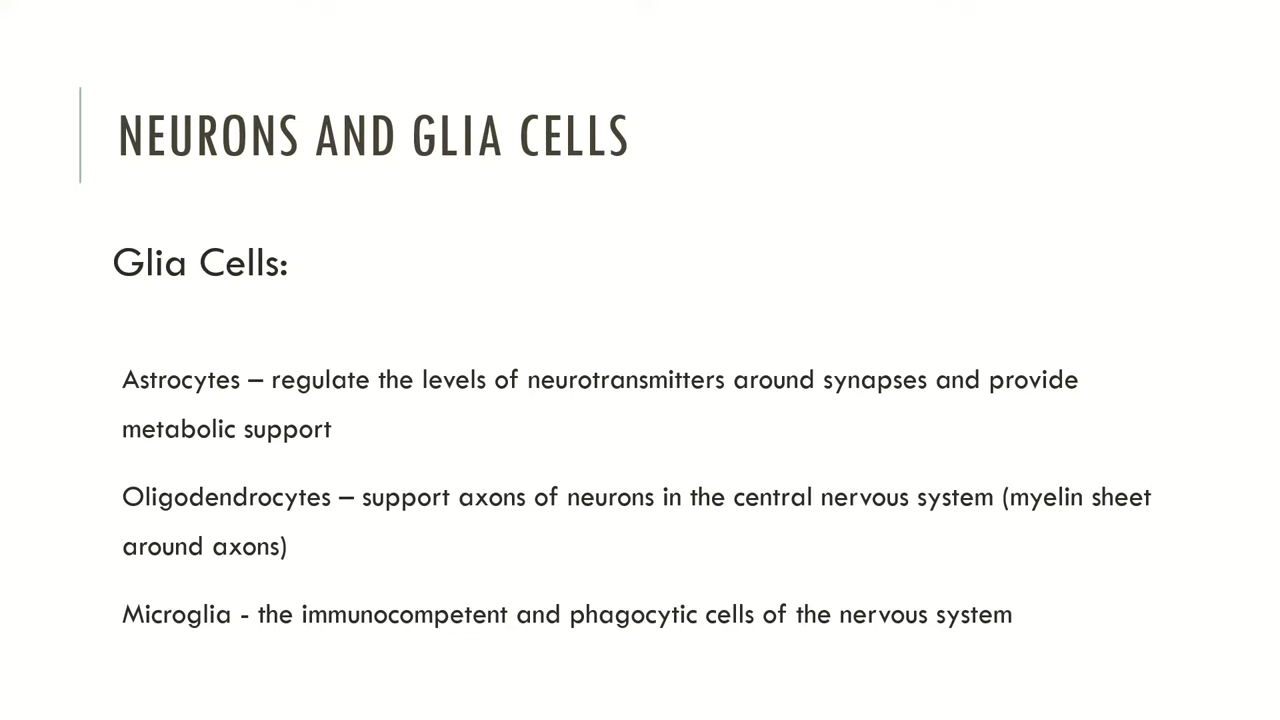 NEURONS AND GLIA CELLS
Glia Cells:
Astrocytes – regulate the levels of neurotransmitters around synapses and provide
metabolic support
Oligodendrocytes – support axons of neurons in the central nervous system (myelin sheet
around axons)
Microglia - the immunocompetent and phagocytic cells of the nervous system